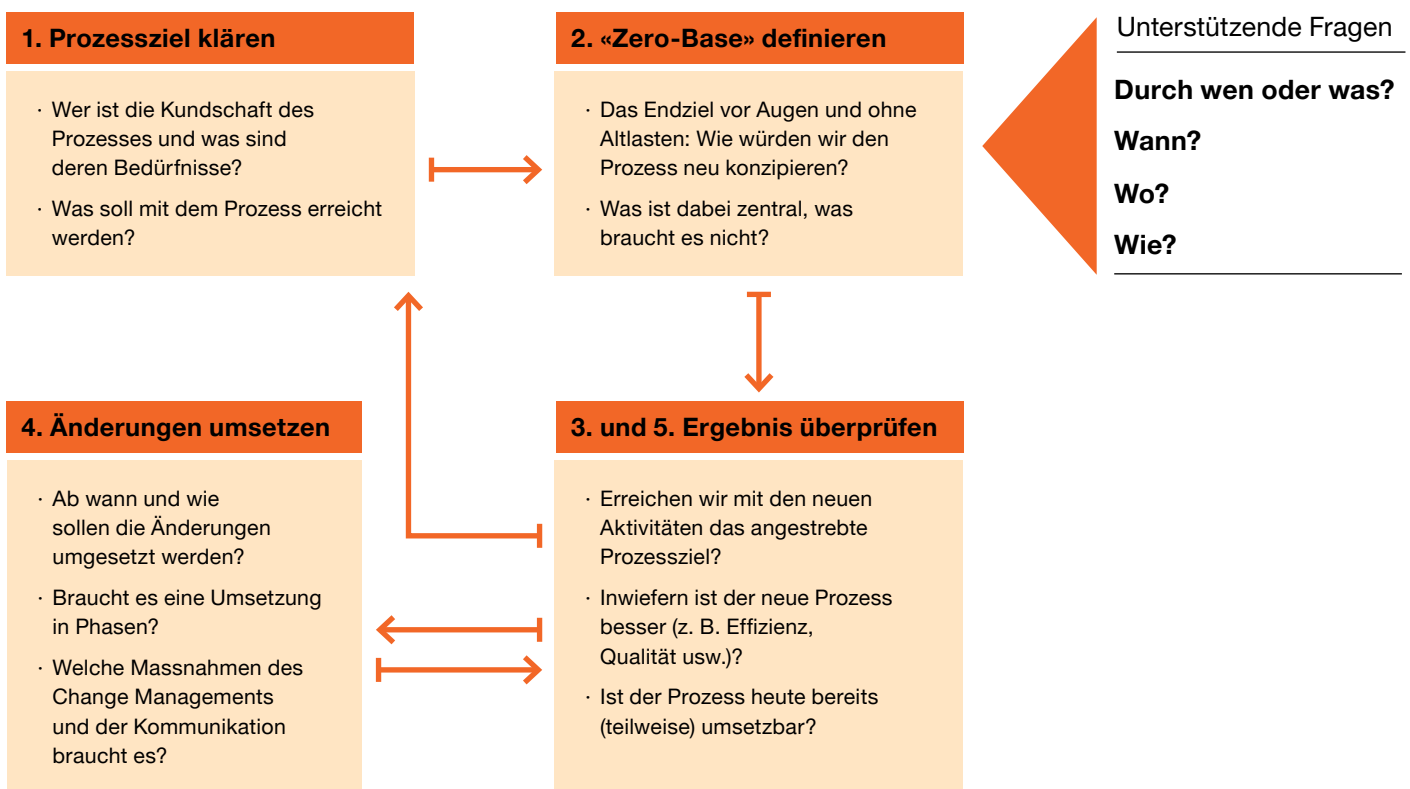 1. Prozessziel klären
· Wer ist die Kundschaft des
Prozesses und was sind
deren Bedürfnisse?
· Was soll mit dem Prozess erreicht
werden?
2. «Zero-Base» definieren
· Das Endziel vor Augen und ohne
Altlasten: Wie würden wir den
Prozess neu konzipieren?
· Was ist dabei zentral, was
braucht es nicht?
Unterstützende Fragen
Durch wen oder was?
Wann?
Wo?
Wie?
3. und 5. Ergebnis überprüfen
· Erreichen wir mit den neuen
Aktivitäten das angestrebte
Prozessziel?
· Inwiefern ist der neue Prozess
besser (z. B. Effizienz,
Qualität usw.)?
· Ist der Prozess heute bereits
(teilweise) umsetzbar?
4. Änderungen umsetzen
· Ab wann und wie
sollen die Änderungen
umgesetzt werden?
· Braucht es eine Umsetzung
in Phasen?
· Welche Massnahmen des
Change Managements
und der Kommunikation
braucht es?